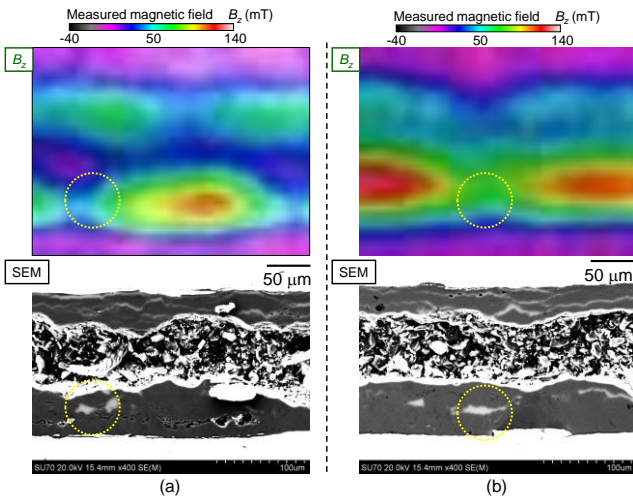 Measured magnetic field Bz (mT)
-40 50 140
Bz
SEM
50 μm
SU70 20.0kV 15.4mm x400 SE(M) 100um
(a)
Measured magnetic field Bz (mT)
-40 50 140
Bz
SEM
50 μm
SU70 20.0kV 15.4mm x400 SE(M) 100um
(b)